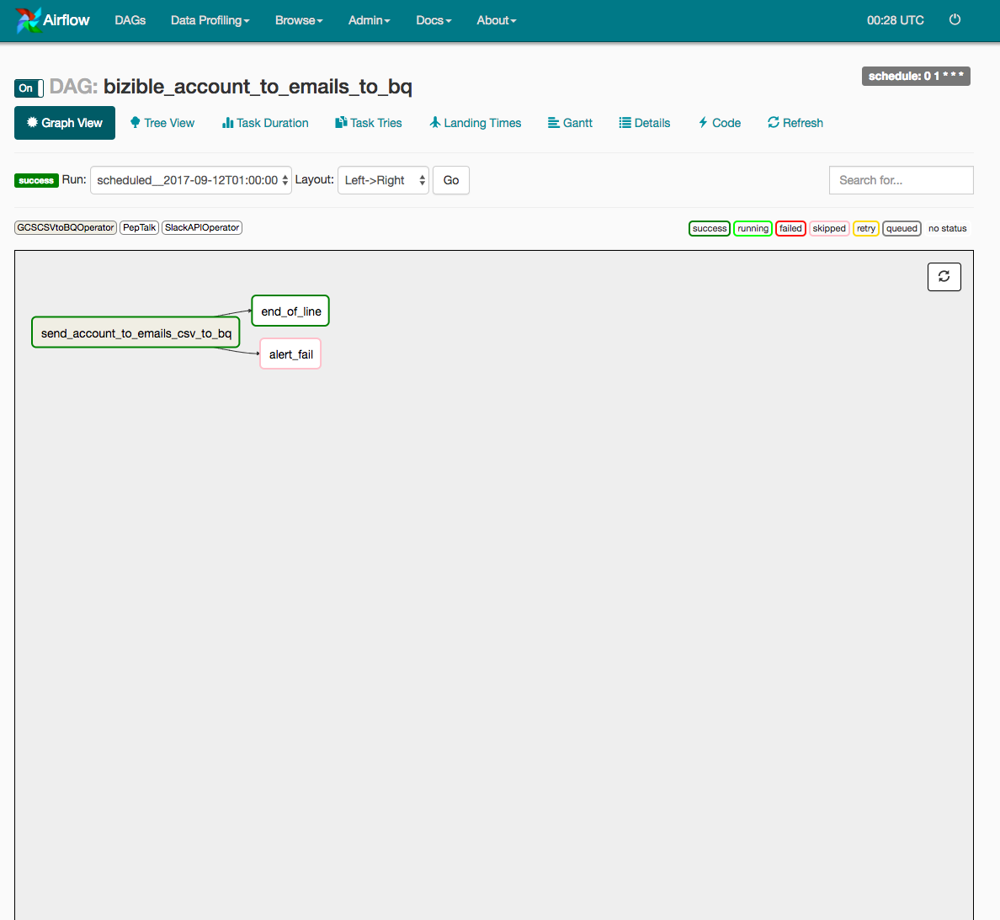 Airflow DAGs Data Profiling Browse Admin Docs About 00:28 UTC
On DAG: bizible_account_to_emails_to_bq schedule: 0 1 * * *
Graph View Tree View Task Duration Task Tries Landing Times Gantt Details Code Refresh
success Run: scheduled__2017-09-12T01:00:00 Layout: Left->Right Go Search for...
GCSCSVtoBQOperator PepTalk SlackAPIOperator success running failed skipped retry queued no status
end_of_line
send_account_to_emails_csv_to_bq
alert_fail